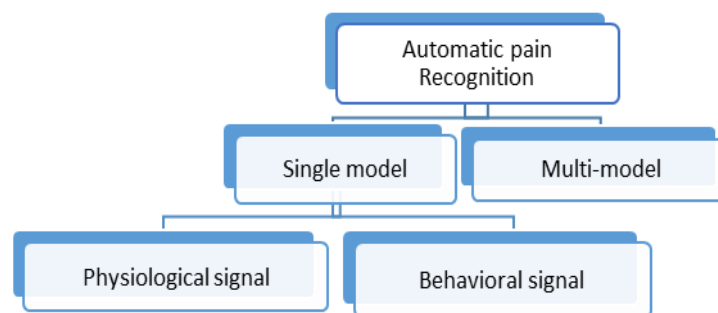 Automatic pain
Recognition
Single model
Multi-model
Physiological signal
Behavioral signal